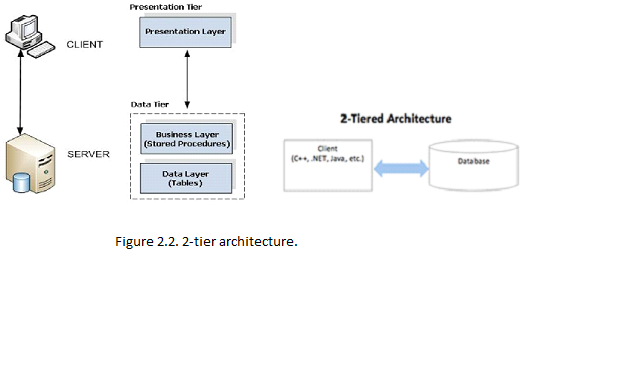 Presentation Tier
Presentation Layer
CLIENT
Data Tier
Business Layer
(Stored Procedures)
SERVER
Data Layer
(Tables)
2-Tiered Architecture
Client
(C++, .NET, Java, etc.)
Database
Figure 2.2. 2-tier architecture.